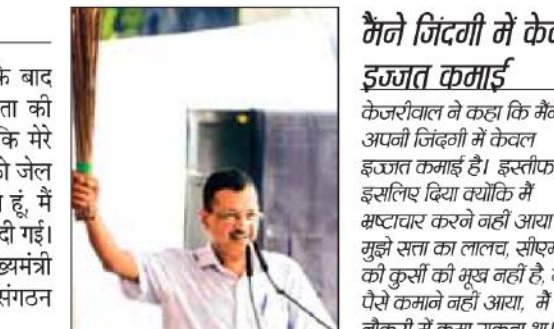 के बाद
ता की
कि मेरे
को जेल
हूं, मैं
दी गई।
ख्यमंत्री
संगठन
मैंने जिंदगी में
इज्जत कमाई
केजरीवाल ने कहा कि मैंने
अपनी जिंदगी में केवल
इज्जत कमाई है। इस्तीफा
इसलिए दिया क्योंकि मैं
भ्रष्टाचार करने नहीं आया
मुझे सत्ता का लालच, सीएम
की कुर्सी की भूख नहीं है,
पैसे कमाने नहीं आया, मैं